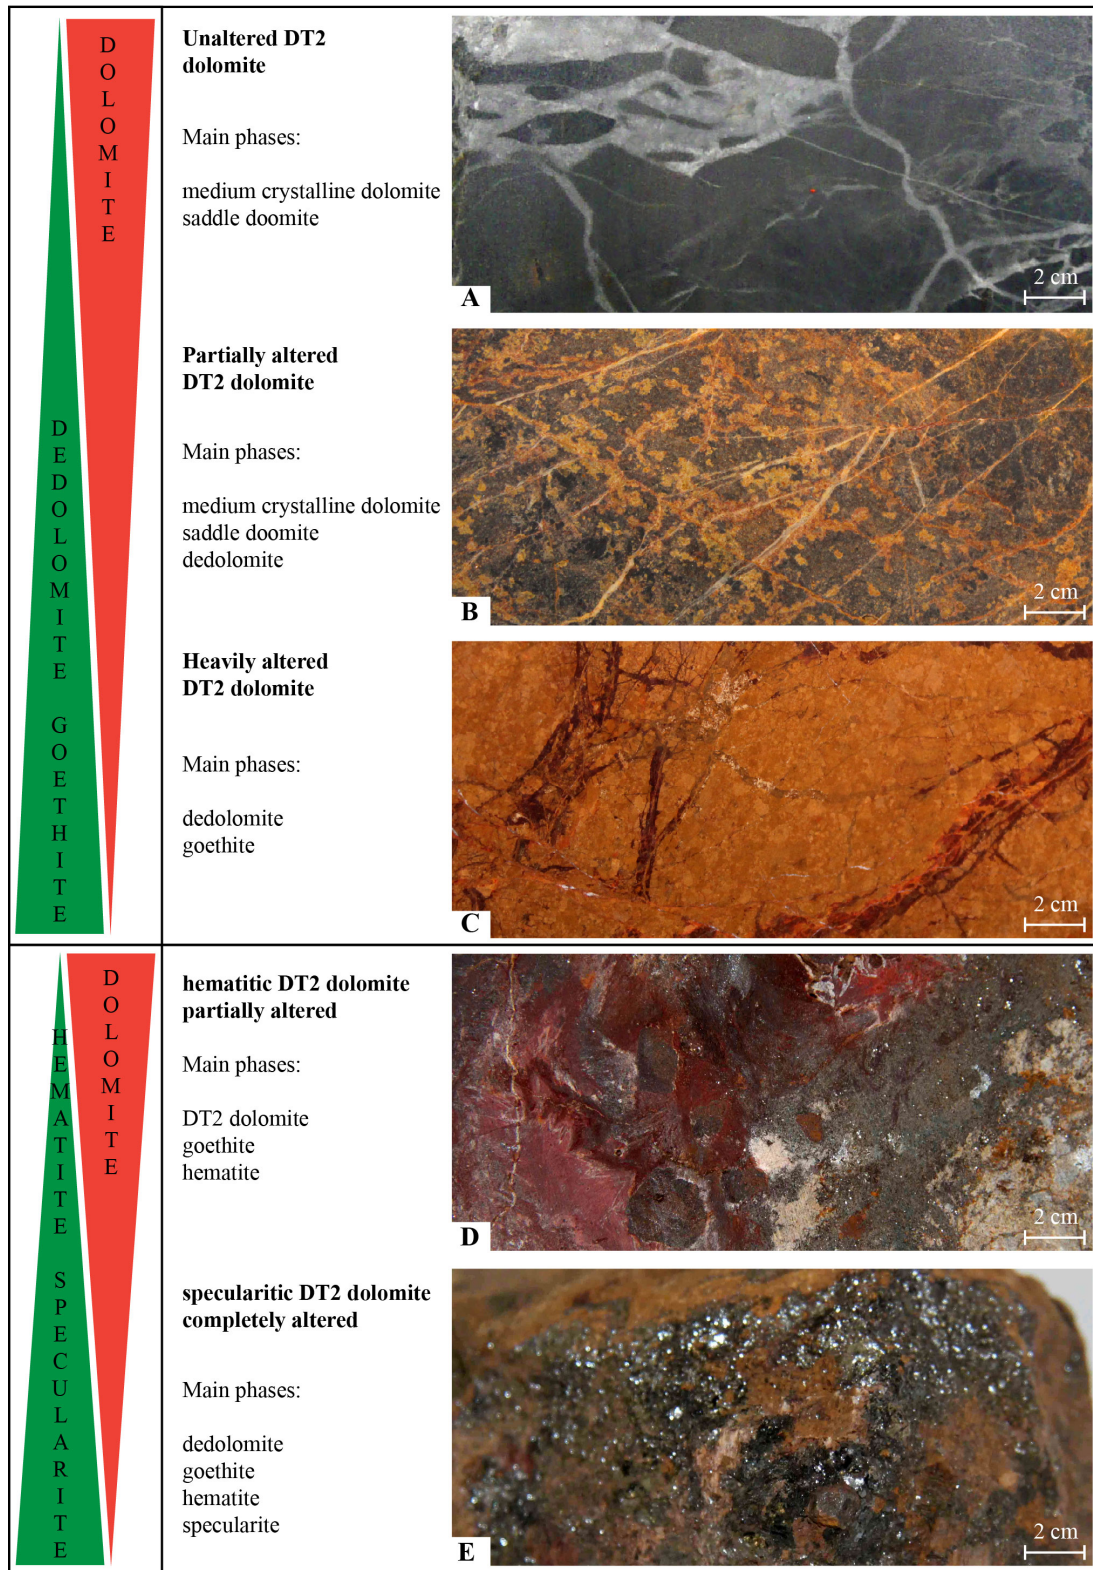 DOLOMITE
DEDOLOMITE GOETHITE
Unaltered DT2
dolomite
Main phases:
medium crystalline dolomite
saddle doomite
A
2 cm
Partially altered
DT2 dolomite
Main phases:
medium crystalline dolomite
saddle doomite
dedolomite
B
2 cm
Heavily altered
DT2 dolomite
Main phases:
dedolomite
goethite
C
2 cm
DOLOMITE
HEMATITE SPECULARITE
hematitic DT2 dolomite
partially altered
Main phases:
DT2 dolomite
goethite
hematite
D
2 cm
specularitic DT2 dolomite
completely altered
Main phases:
dedolomite
goethite
hematite
specularite
E
2 cm